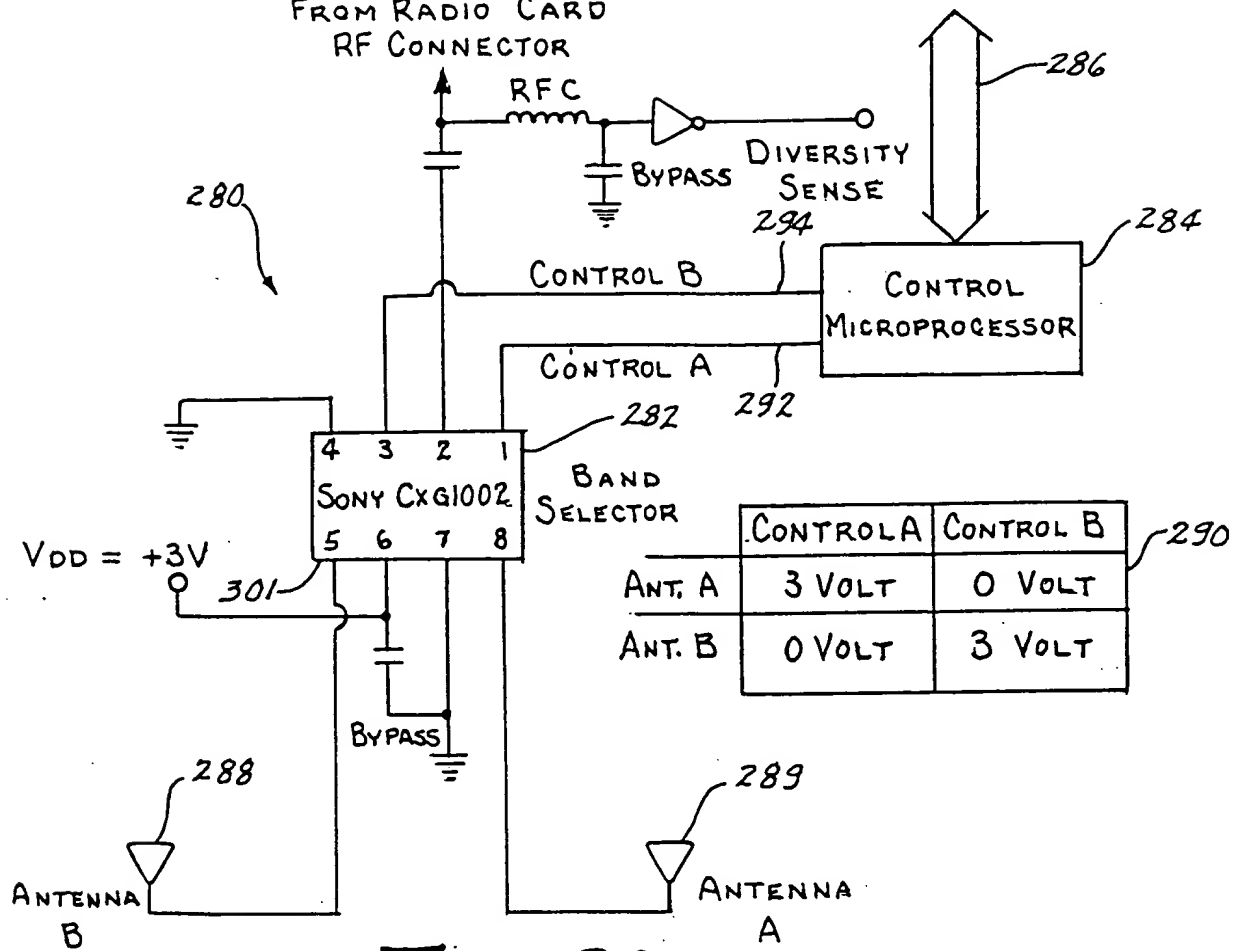 FROM RADIO CARD
RF CONNECTOR
RFC
286
BYPASS
DIVERSITY
SENSE
280
294
284
CONTROL B
CONTROL
MICROPROCESSOR
CONTROL A
292
282
4 3 2 1
SONY CXG1002
5 6 7 8
BAND
SELECTOR
VDD = +3V
301
CONTROL A CONTROL B
290
ANT. A 3 VOLT 0 VOLT
ANT. B 0 VOLT 3 VOLT
BYPASS
288
289
ANTENNA
B
ANTENNA
A